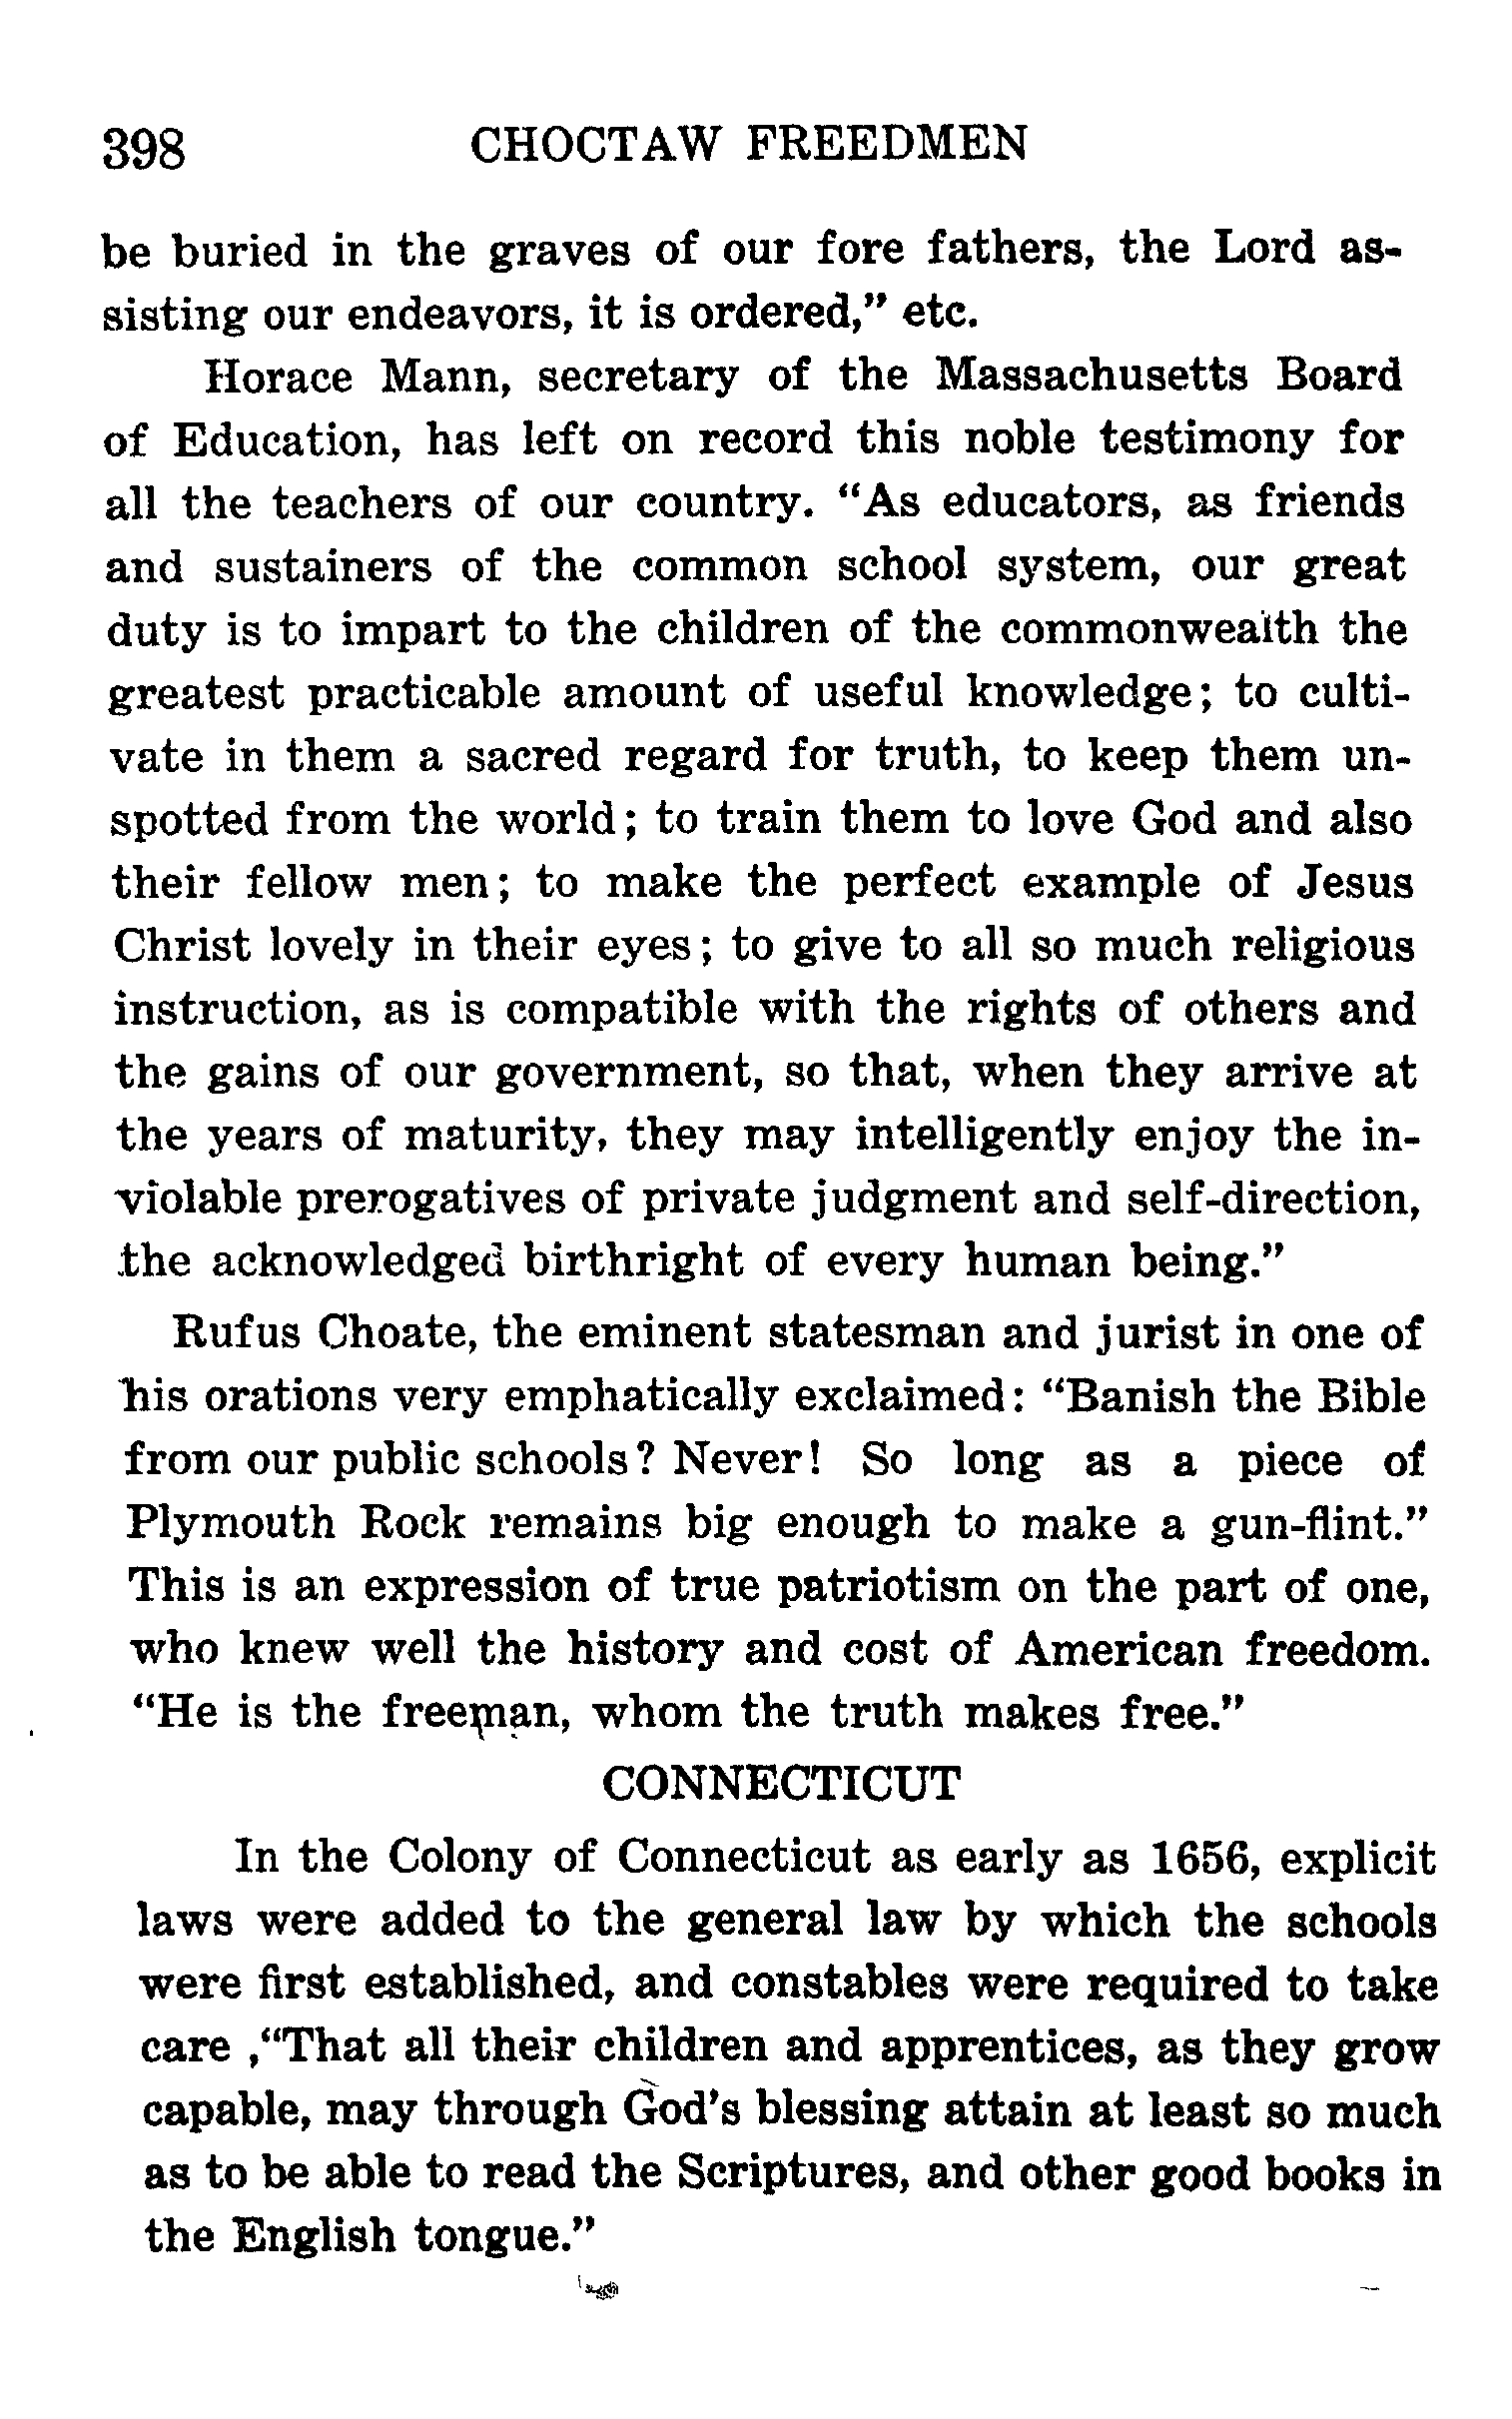 398 CHOCTAW FREEDMEN
be buried in the graves of our fore fathers, the Lord as-
sisting our endeavors, it is ordered,” etc.
Horace Mann, secretary of the Massachusetts Board
of Education, has left on record this noble testimony for
all the teachers of our country. “As educators, as friends
and sustainers of the common school system, our great
duty is to impart to the children of the commonwealth the
greatest practicable amount of useful knowledge; to culti-
vate in them a sacred regard for truth, to keep them un-
spotted from the world; to train them to love God and also
their fellow men; to make the perfect example of Jesus
Christ lovely in their eyes; to give to all so much religious
instruction, as is compatible with the rights of others and
the gains of our government, so that, when they arrive at
the years of maturity, they may intelligently enjoy the in-
violable prerogatives of private judgment and self-direction,
the acknowledged birthright of every human being.”
Rufus Choate, the eminent statesman and jurist in one of
his orations very emphatically exclaimed: “Banish the Bible
from our public schools? Never! So long as a piece of
Plymouth Rock remains big enough to make a gun-flint.”
This is an expression of true patriotism on the part of one,
who knew well the history and cost of American freedom.
“He is the freeman, whom the truth makes free.”
CONNECTICUT
In the Colony of Connecticut as early as 1656, explicit
laws were added to the general law by which the schools
were first established, and constables were required to take
care ,“That all their children and apprentices, as they grow
capable, may through God’s blessing attain at least so much
as to be able to read the Scriptures, and other good books in
the English tongue.”